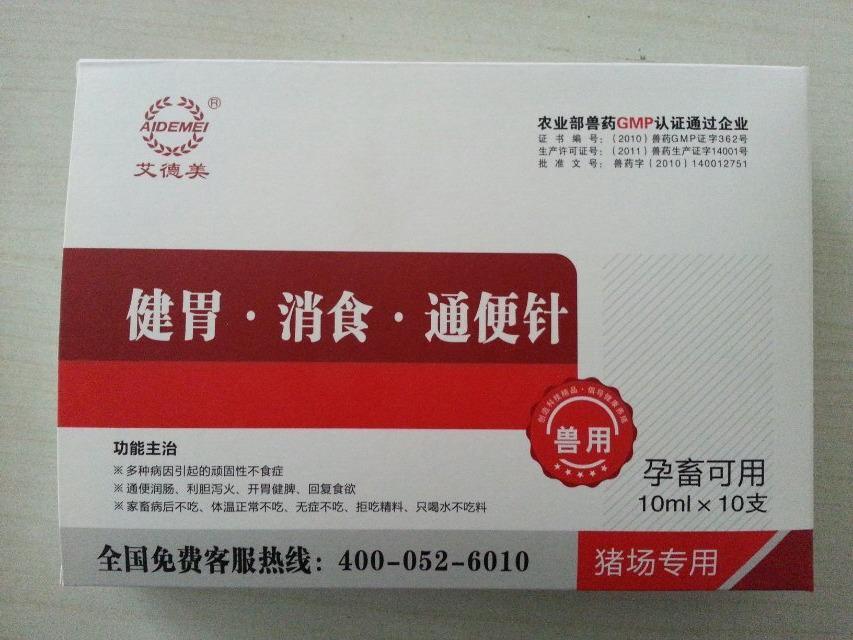 AIDEMEI®
艾德美
农业部兽药GMP认证通过企业
证书编号：（2010）兽药GMP证字362号
生产许可证号：（2011）兽药生产证字14001号
批准文号：兽药字（2010）140012751
健胃·消食·通便针
兽用
功能主治
※多种病因引起的顽固性不食症
※通便润肠、利胆泻火、开胃健脾、回复食欲
※家畜病后不吃、体温正常不吃、无症不吃、拒吃精料、只喝水不吃料
孕畜可用
10ml×10支
全国免费客服热线：400-052-6010
猪场专用